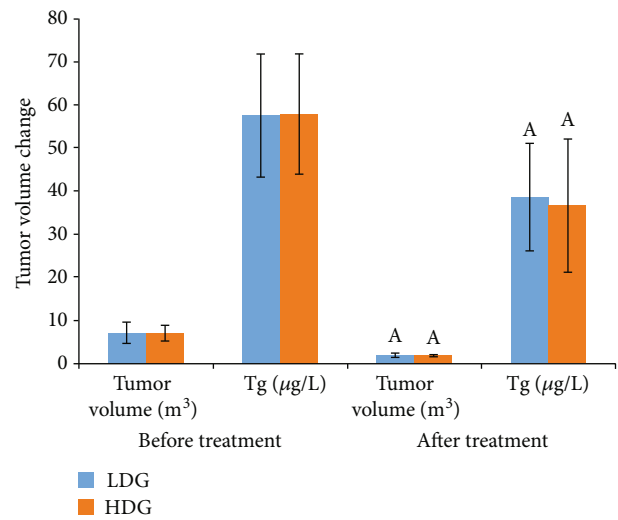 80
70
60
50
40
30
20
10
0
Tumor volume change
A
A
A
A
Tumor
volume (m³)
Tg (μg/L)
Tumor
volume (m³)
Tg (μg/L)
Before treatment
After treatment
LDG
HDG